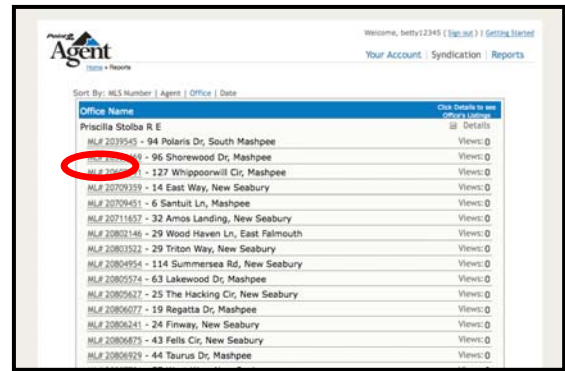 Welcome, betty12345 ( Sign out ) | Getting Started
Point2
Agent
Your Account | Syndication | Reports
Home » Reports
Sort By: MLS Number | Agent | Office | Date
Office Name Click Details to see Office's Listings
Priscilla Stolba R E Details
ML# 2039545 - 94 Polaris Dr, South Mashpee Views: 0
- 96 Shorewood Dr, Mashpee Views: 0
- 127 Whippoorwill Cir, Mashpee Views: 0
ML# 20709359 - 14 East Way, New Seabury Views: 0
ML# 20709451 - 6 Santuit Ln, Mashpee Views: 0
ML# 20711657 - 32 Amos Landing, New Seabury Views: 0
ML# 20802146 - 29 Wood Haven Ln, East Falmouth Views: 0
ML# 20803522 - 29 Triton Way, New Seabury Views: 0
ML# 20804954 - 114 Summersea Rd, New Seabury Views: 0
ML# 20805574 - 63 Lakewood Dr, Mashpee Views: 0
ML# 20805627 - 25 The Hacking Cir, New Seabury Views: 0
ML# 20806077 - 19 Regatta Dr, Mashpee Views: 0
ML# 20806241 - 24 Finway, New Seabury Views: 0
ML# 20806875 - 43 Fells Cir, New Seabury Views: 0
ML# 20806929 - 44 Taurus Dr, Mashpee Views: 0